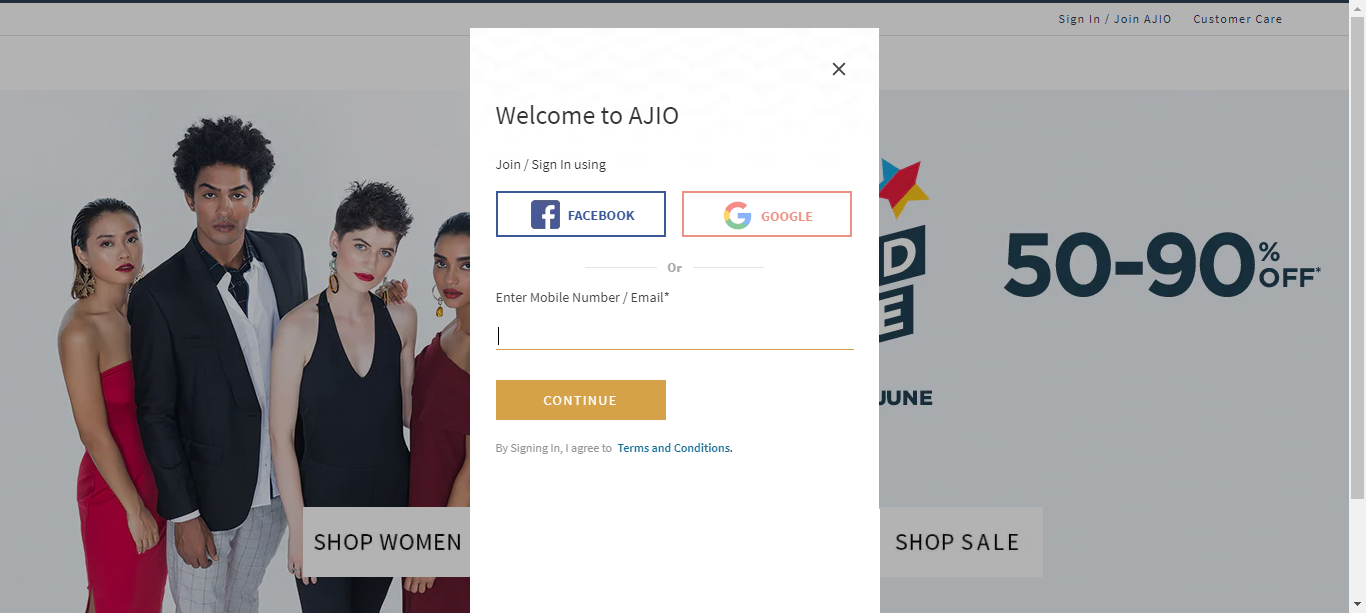 Sign In / Join AJIO Customer Care
Welcome to AJIO
Join / Sign In using
FACEBOOK GOOGLE
Or
Enter Mobile Number / Email*
CONTINUE
By Signing In, I agree to Terms and Conditions.
50-90% OFF*
JUNE
SHOP WOMEN
SHOP SALE